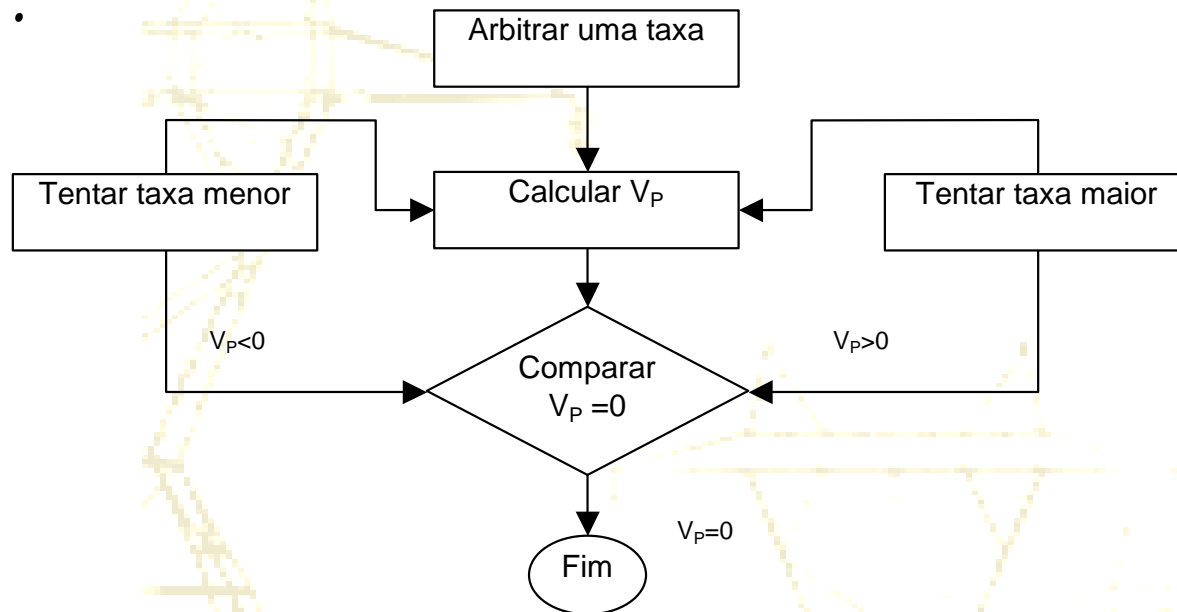 •
Arbitrar uma taxa
Tentar taxa menor
Calcular VP
Tentar taxa maior
VP<0
VP>0
Comparar
VP =0
VP=0
Fim